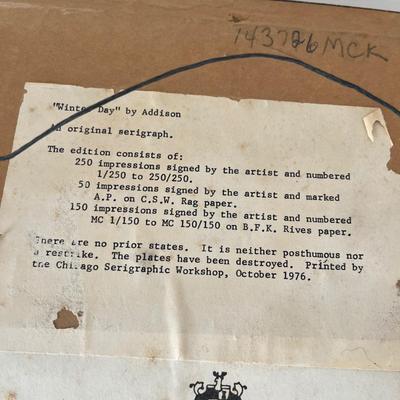 743726 MCK
"Winter Day" by Addison
An original serigraph.
The edition consists of:
250 impressions signed by the artist and numbered
1/250 to 250/250.
50 impressions signed by the artist and marked
A.P. on C.S.W. Rag paper.
150 impressions signed by the artist and numbered
MC 1/150 to MC 150/150 on B.F.K. Rives paper.
There are no prior states. It is neither posthumous nor
a restrike. The plates have been destroyed. Printed by
the Chicago Serigraphic Workshop, October 1976.